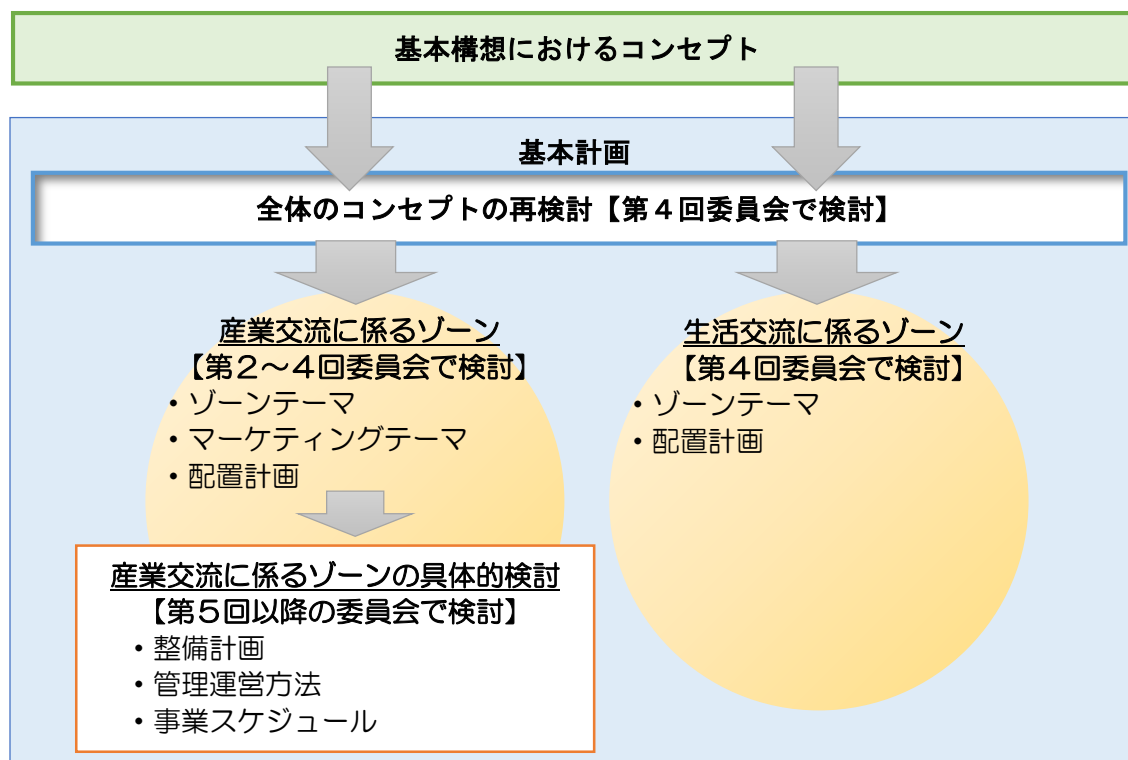 基本構想におけるコンセプト
基本計画
全体のコンセプトの再検討【第４回委員会で検討】
産業交流に係るゾーン
【第２～４回委員会で検討】
・ゾーンテーマ
・マーケティングテーマ
・配置計画
産業交流に係るゾーンの具体的検討
【第５回以降の委員会で検討】
・整備計画
・管理運営方法
・事業スケジュール
生活交流に係るゾーン
【第４回委員会で検討】
・ゾーンテーマ
・配置計画